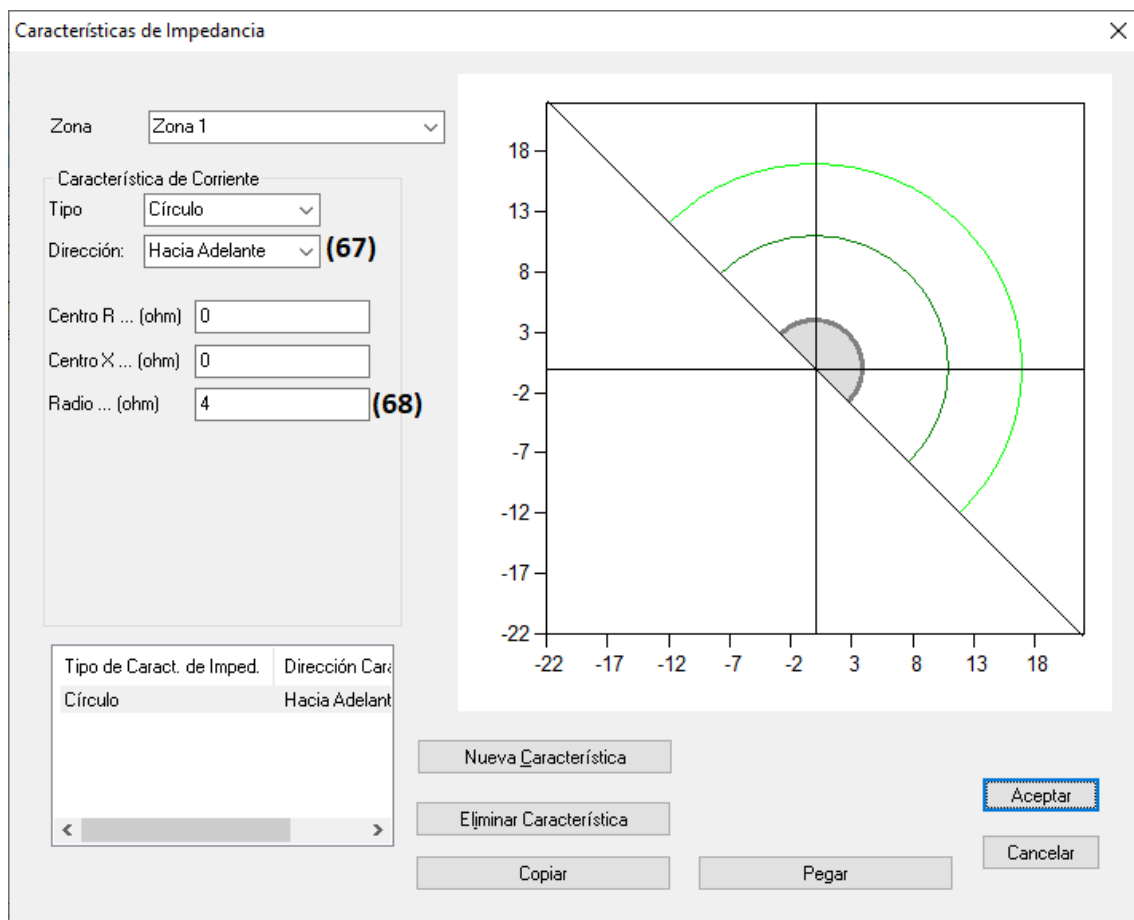 Características de Impedancia
Zona Zona 1
Característica de Corriente
Tipo Círculo
Dirección: Hacia Adelante (67)
Centro R ... (ohm) 0
Centro X ... (ohm) 0
Radio ... (ohm) 4 (68)
Tipo de Caract. de Imped. Dirección Cara
Círculo Hacia Adelant
18
13
8
3
-2
-7
-12
-17
-22
-22 -17 -12 -7 -2 3 8 13 18
Nueva Característica
Eliminar Característica
Copiar Pegar
Aceptar
Cancelar